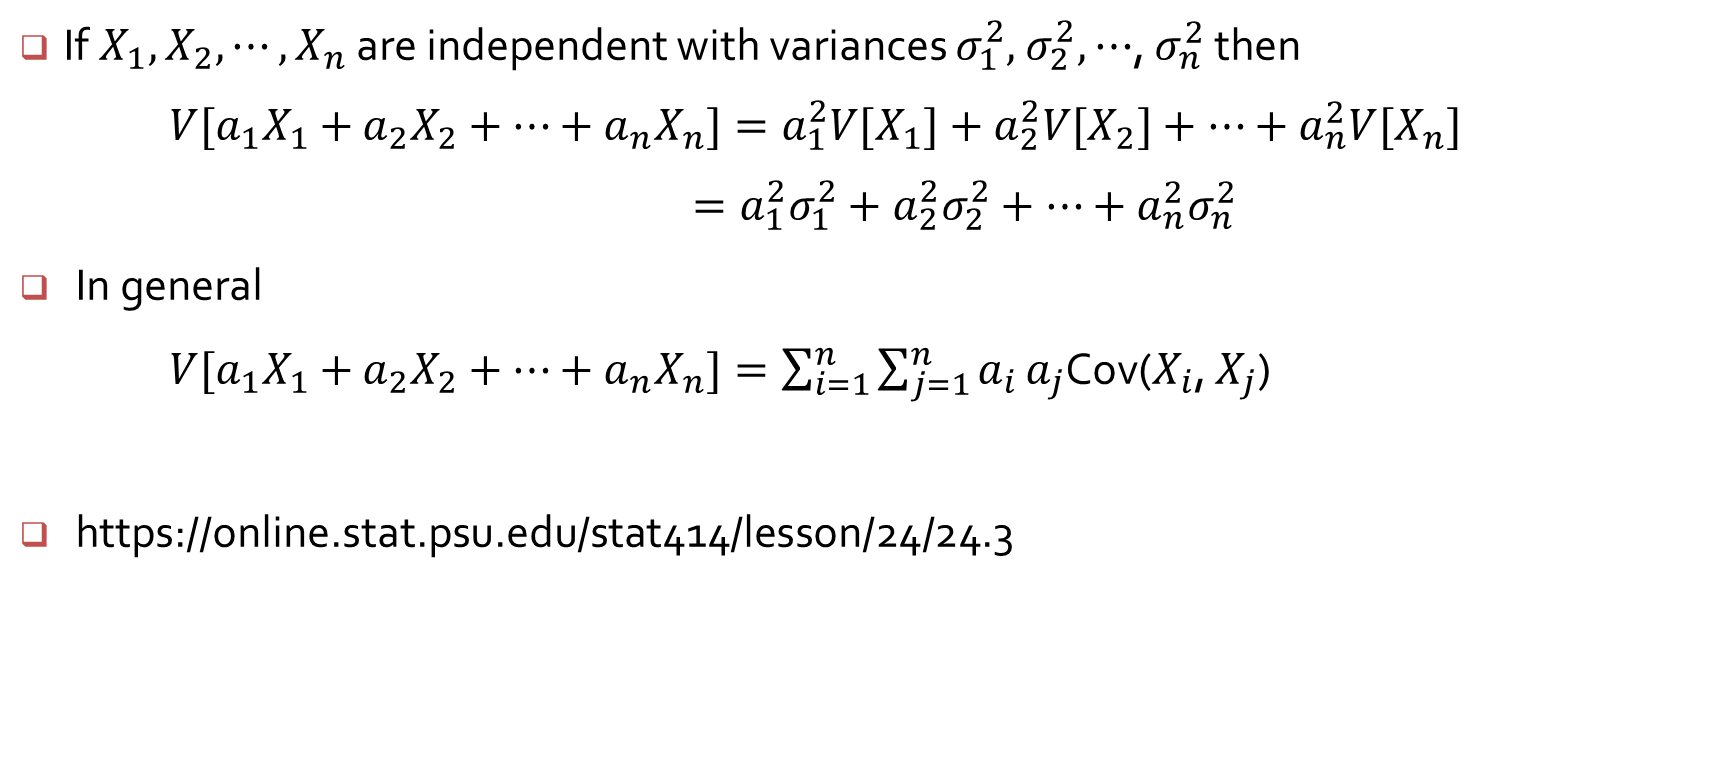 ❑ If X₁, X₂, ⋯ , Xₙ are independent with variances σ₁², σ₂², ⋯, σₙ² then
V[a₁X₁ + a₂X₂ + ⋯ + aₙXₙ] = a₁²V[X₁] + a₂²V[X₂] + ⋯ + aₙ²V[Xₙ]
= a₁²σ₁² + a₂²σ₂² + ⋯ + aₙ²σₙ²
❑ In general
V[a₁X₁ + a₂X₂ + ⋯ + aₙXₙ] = ∑ᵢ₌₁ⁿ ∑ⱼ₌₁ⁿ aᵢ aⱼCov(Xᵢ, Xⱼ)
❑ https://online.stat.psu.edu/stat414/lesson/24/24.3